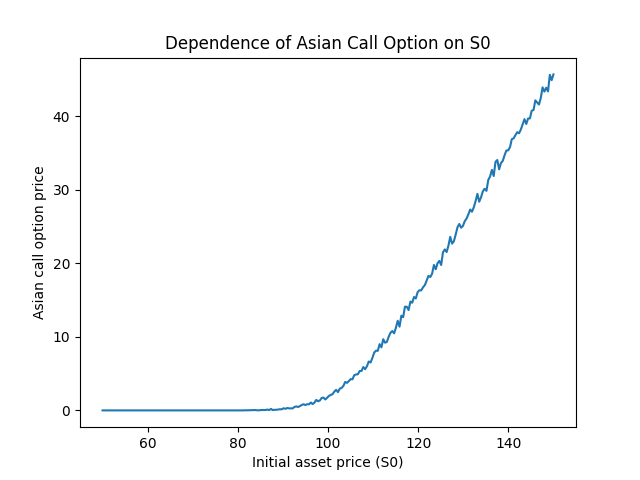 Dependence of Asian Call Option on S0
Asian call option price
40
30
20
10
0
60 80 100 120 140
Initial asset price (S0)